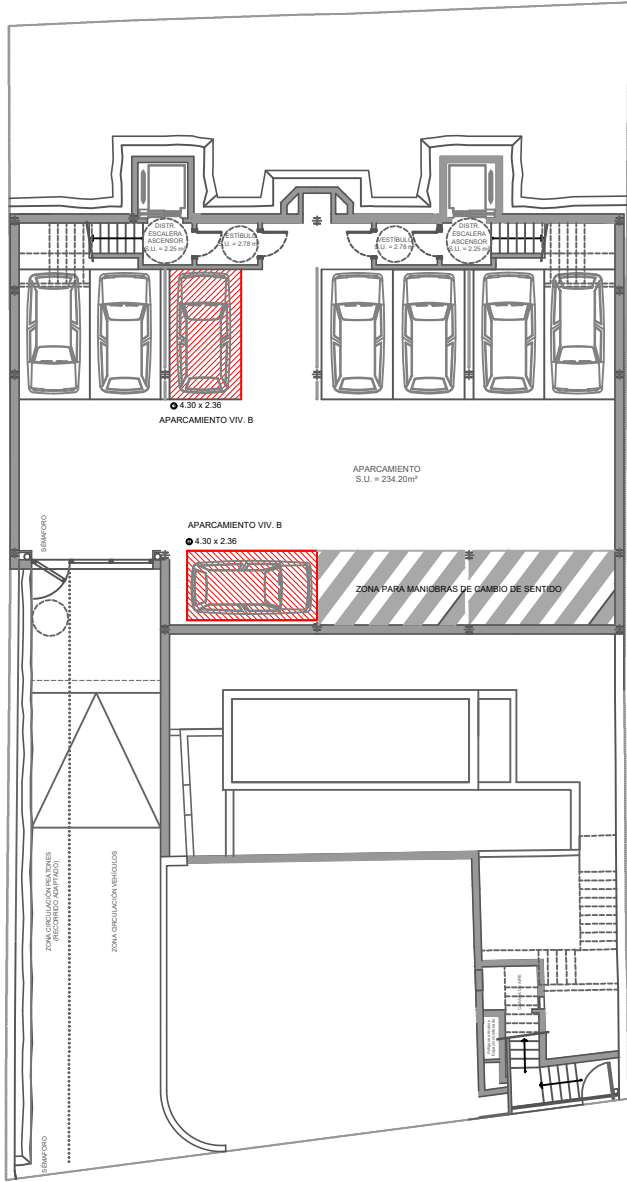 DISTR.
ESCALERA
ASCENSOR
S.U. = 2.25 m²
VESTÍBULO
S.U. = 2.78 m²
VESTÍBULO
S.U. = 2.78 m²
DISTR.
ESCALERA
ASCENSOR
S.U. = 2.25 m²
4.30 x 2.36
APARCAMIENTO VIV. B
APARCAMIENTO
S.U. = 234.20m²
SÉMAFORO
APARCAMIENTO VIV. B
4.30 x 2.36
ZONA PARA MANIOBRAS DE CAMBIO DE SENTIDO
ZONA CIRCULACIÓN PEATONES
(RECORRIDO ADAPTADO)
ZONA CIRCULACIÓN VEHÍCULOS
SÉMAFORO